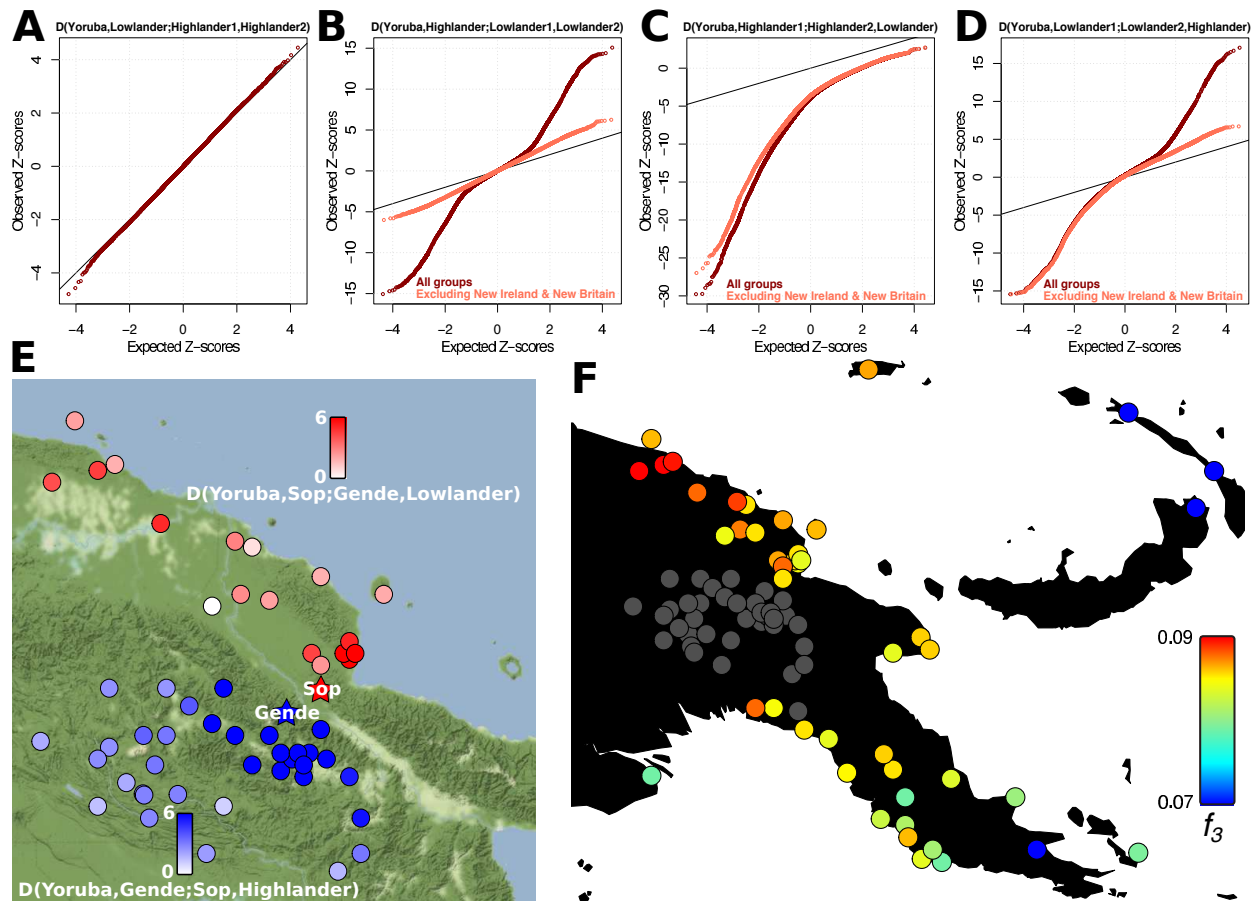 A
D(Yoruba,Lowlander;Highlander1,Highlander2)
4
2
0
−2
−4
Observed Z−scores
−4 −2 0 2 4
Expected Z−scores
B
D(Yoruba,Highlander;Lowlander1,Lowlander2)
15
10
5
0
−5
−10
−15
Observed Z−scores
All groups
Excluding New Ireland & New Britain
−4 −2 0 2 4
Expected Z−scores
C
D(Yoruba,Highlander1;Highlander2,Lowlander)
0
−5
−10
−15
−20
−25
−30
Observed Z−scores
All groups
Excluding New Ireland & New Britain
−4 −2 0 2 4
Expected Z−scores
D
D(Yoruba,Lowlander1;Lowlander2,Highlander)
15
10
5
0
−5
−10
−15
Observed Z−scores
All groups
Excluding New Ireland & New Britain
−4 −2 0 2 4
Expected Z−scores
E
6
0
D(Yoruba,Sop;Gende,Lowlander)
Sop
Gende
6
0
D(Yoruba,Gende;Sop,Highlander)
F
0.09
0.07
f3